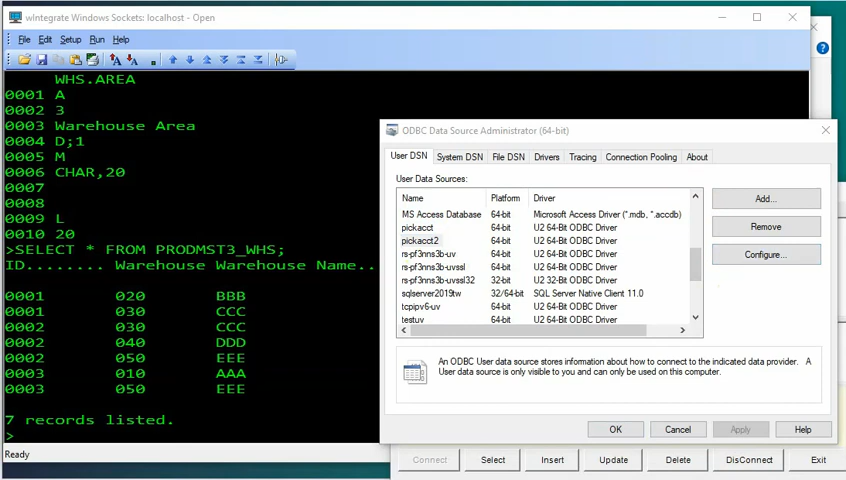 wIntegrate Windows Sockets: localhost - Open
File Edit Setup Run Help
WHS.AREA
0001 A
0002 3
0003 Warehouse Area
0004 D;1
0005 M
0006 CHAR,20
0007
0008
0009 L
0010 20
>SELECT * FROM PRODMST3_WHS;
ID........ Warehouse Warehouse Name..
0001 020 BBB
0001 030 CCC
0002 030 CCC
0002 040 DDD
0002 050 EEE
0003 010 AAA
0003 050 EEE
7 records listed.
>
Ready
ODBC Data Source Administrator (64-bit)
User DSN System DSN File DSN Drivers Tracing Connection Pooling About
User Data Sources:
Name Platform Driver
MS Access Database 64-bit Microsoft Access Driver (*.mdb, *.accdb)
pickacct 64-bit U2 64-Bit ODBC Driver
pickacct2 64-bit U2 64-Bit ODBC Driver
rs-pf3nns3b-uv 64-bit U2 64-Bit ODBC Driver
rs-pf3nns3b-uvssl 64-bit U2 64-Bit ODBC Driver
rs-pf3nns3b-uvssl32 32-bit U2 32-Bit ODBC Driver
sqlserver2019tw 32/64-bit SQL Server Native Client 11.0
tcpipv6-uv 64-bit U2 64-Bit ODBC Driver
testuv 64-bit U2 64-Bit ODBC Driver
Add...
Remove
Configure...
An ODBC User data source stores information about how to connect to the indicated data provider. A
User data source is only visible to you and can only be used on this computer.
OK Cancel Apply Help
Connect Select Insert Update Delete DisConnect Exit